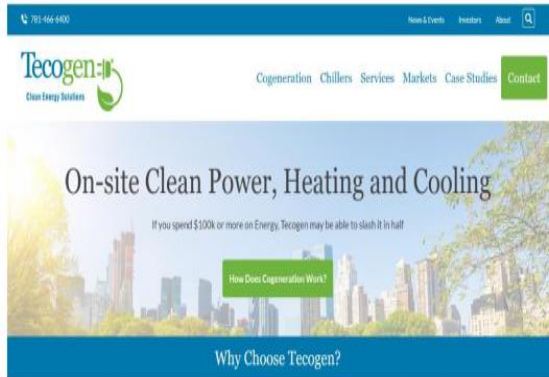 781-466-6400
News & Events Investors About
Tecogen
Clean Energy Solutions
Cogeneration Chillers Services Markets Case Studies Contact
On-site Clean Power, Heating and Cooling
If you spend $100k or more on Energy, Tecogen may be able to slash it in half
How Does Cogeneration Work?
Why Choose Tecogen?